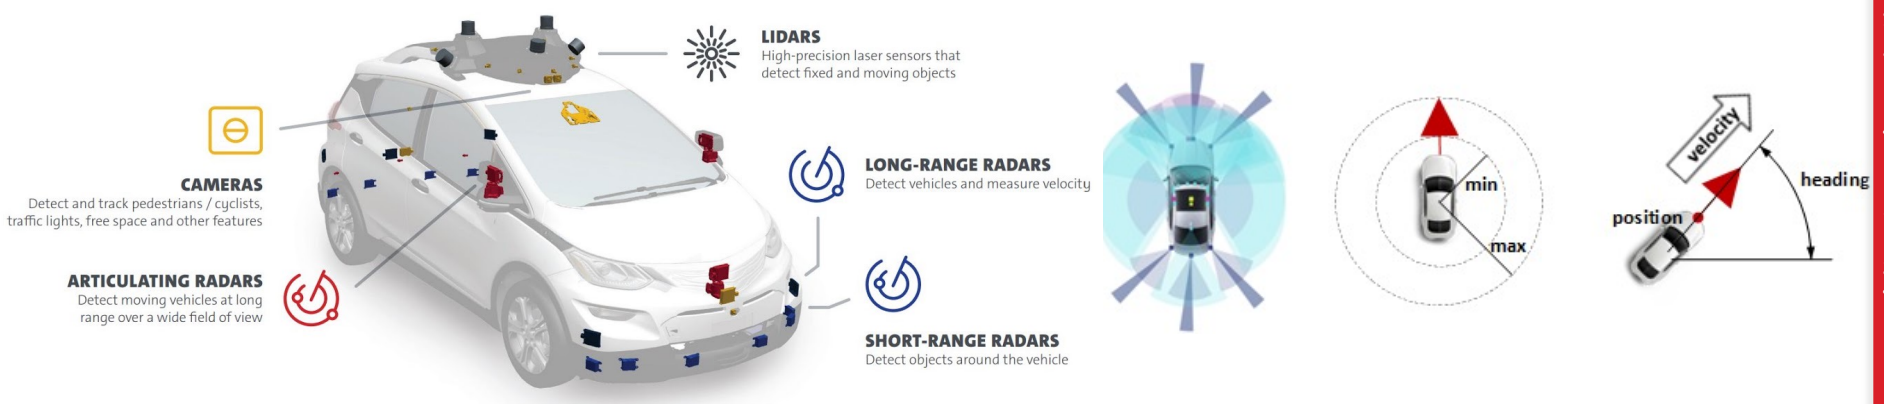 LIDARS
High-precision laser sensors that
detect fixed and moving objects
CAMERAS
Detect and track pedestrians / cyclists,
traffic lights, free space and other features
ARTICULATING RADARS
Detect moving vehicles at long
range over a wide field of view
LONG-RANGE RADARS
Detect vehicles and measure velocity
SHORT-RANGE RADARS
Detect objects around the vehicle
min
max
velocity
heading
position